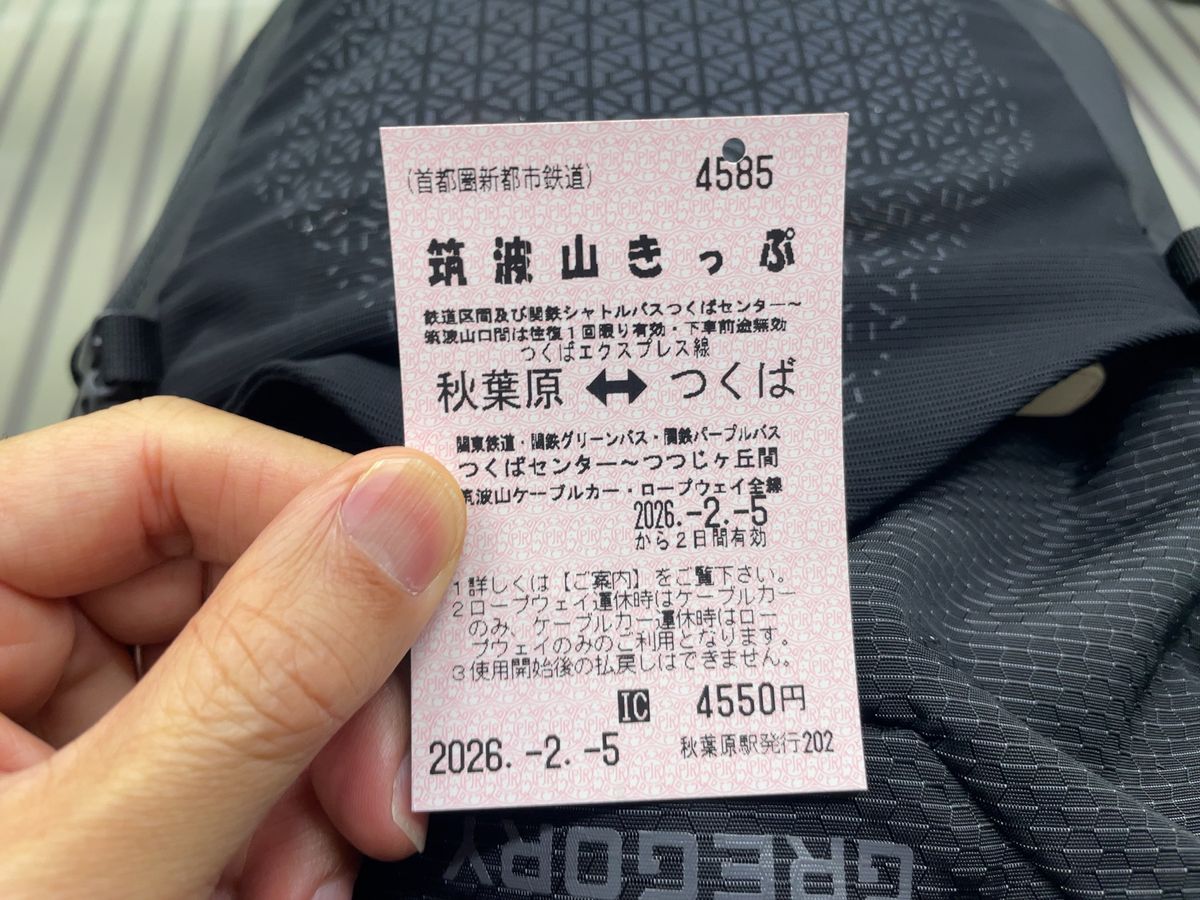 (首都圏新都市鉄道) 4585
筑波山きっぷ
鉄道区間及び関鉄シャトルバスつくばセンター～
筑波山口間は往復1回限り有効・下車前途無効
つくばエクスプレス線
秋葉原 ↔ つくば
関東鉄道・関鉄グリーンバス・関鉄パープルバス
つくばセンター～つつじヶ丘間
筑波山ケーブルカー・ロープウェイ全線
2026.-2.-5
から2日間有効
1 詳しくは【ご案内】をご覧下さい。
2 ロープウェイ運休時はケーブルカー
のみ、ケーブルカー運休時はロー
プウェイのみのご利用となります。
3 使用開始後の払戻しはできません。
IC 4550円
2026.-2.-5 秋葉原駅発行202
GREGORY